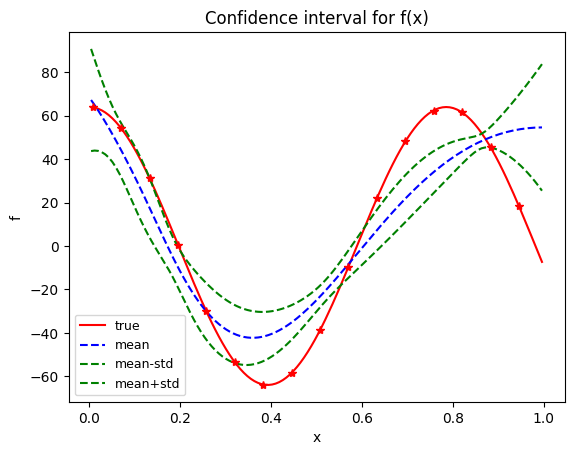 Confidence interval for f(x)
f
80
60
40
20
0
−20
−40
−60
true
mean
mean-std
mean+std
0.0
0.2
0.4
0.6
0.8
1.0
x